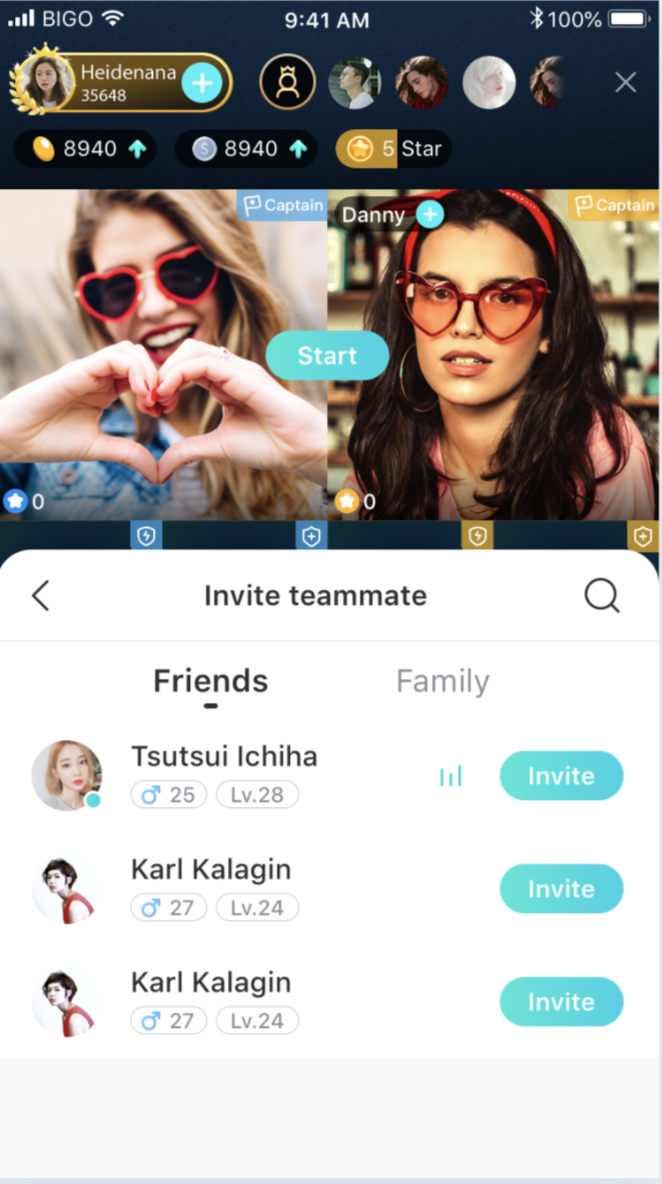 BIGO 9:41 AM 100%
Heidenana
35648
8940 8940 5 Star
Captain
Danny
Captain
Start
0 0
Invite teammate
Friends Family
Tsutsui Ichiha
25 Lv.28
Invite
Karl Kalagin
27 Lv.24
Invite
Karl Kalagin
27 Lv.24
Invite